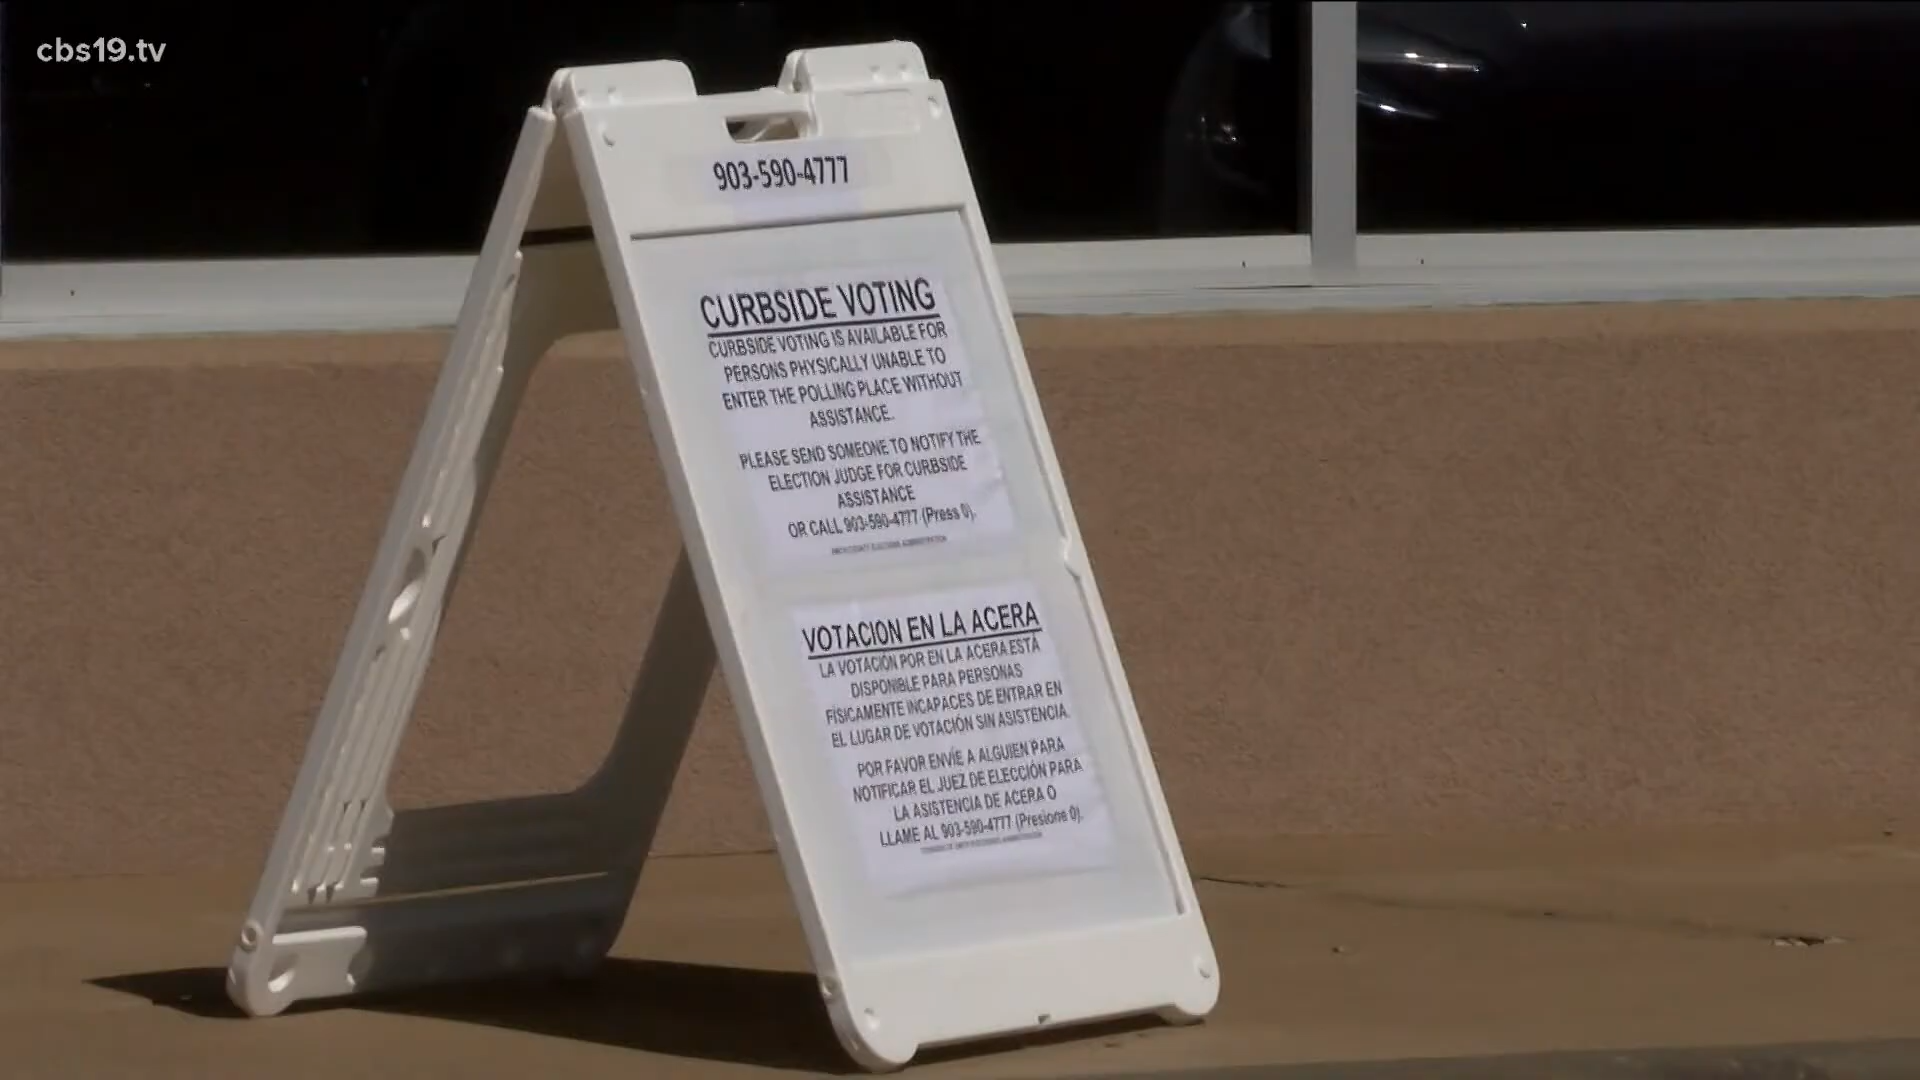 cbs19.tv
903-590-4777
CURBSIDE VOTING
CURBSIDE VOTING IS AVAILABLE FOR
PERSONS PHYSICALLY UNABLE TO
ENTER THE POLLING PLACE WITHOUT
ASSISTANCE.
PLEASE SEND SOMEONE TO NOTIFY THE
ELECTION JUDGE FOR CURBSIDE
ASSISTANCE
OR CALL 903-590-4777 (Press 0).
SMITH COUNTY ELECTIONS ADMINISTRATION
VOTACION EN LA ACERA
LA VOTACIÓN POR EN LA ACERA ESTÁ
DISPONIBLE PARA PERSONAS
FÍSICAMENTE INCAPACES DE ENTRAR EN
EL LUGAR DE VOTACIÓN SIN ASISTENCIA.
POR FAVOR ENVÍE A ALGUIEN PARA
NOTIFICAR EL JUEZ DE ELECCIÓN PARA
LA ASISTENCIA DE ACERA O
LLAME AL 903-590-4777 (Presione 0).